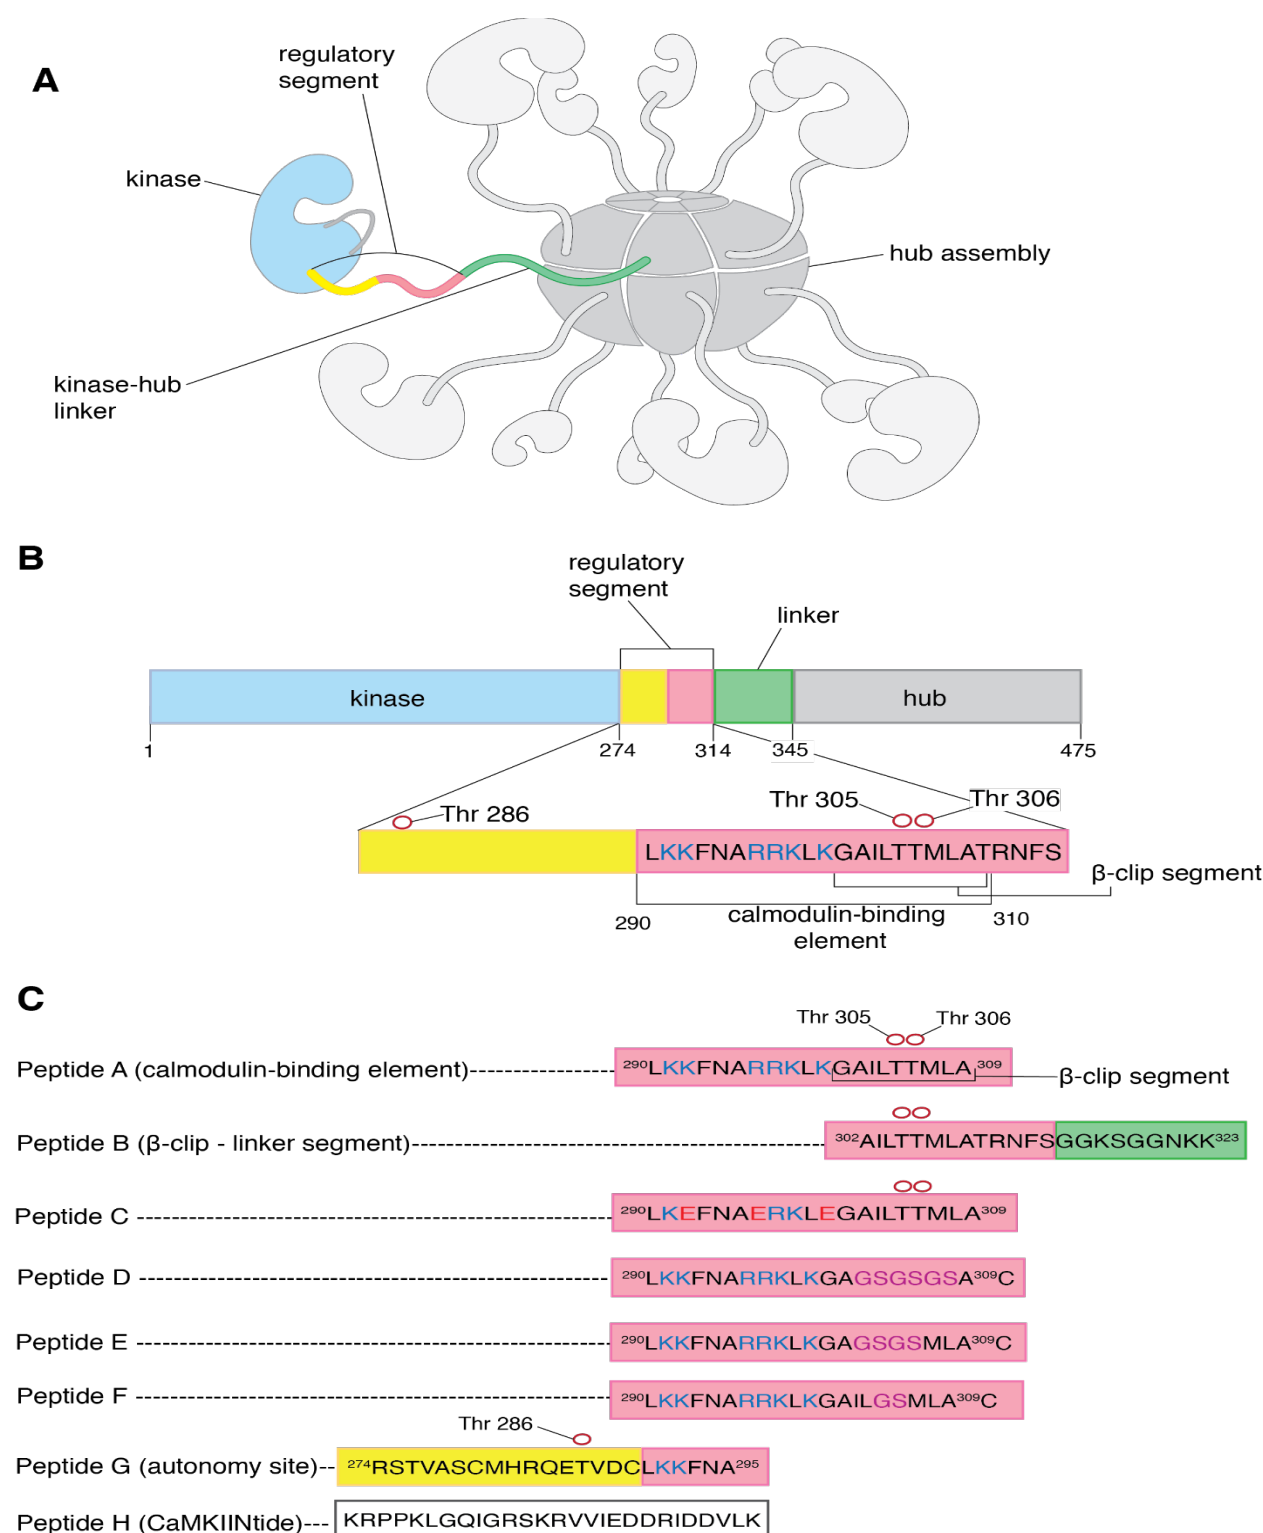 A
regulatory
segment
kinase
hub assembly
kinase-hub
linker
B
regulatory
segment
linker
kinase
hub
1
274
314
345
475
Thr 286
Thr 305
Thr 306
LKKFNARRKLKGAILTTMLATRNFS
β-clip segment
290
calmodulin-binding
element
310
C
Thr 305
Thr 306
Peptide A (calmodulin-binding element)
290LKKFNARRKLKGAILTTMLA309
β-clip segment
Peptide B (β-clip - linker segment)
302AILTTMLATRNFSGGKSGGNKK323
Peptide C
290LKEFNAERKLEGAILTTMLA309
Peptide D
290LKKFNARRKLKGAGSGSGSA309C
Peptide E
290LKKFNARRKLKGAGSGSMLA309C
Peptide F
290LKKFNARRKLKGAILGSMLA309C
Thr 286
Peptide G (autonomy site)
274RSTVASCMHRQETVDCLKKFNA295
Peptide H (CaMKIINtide)
KRPPKLGQIGRSKRVVIEDDRIDDVLK